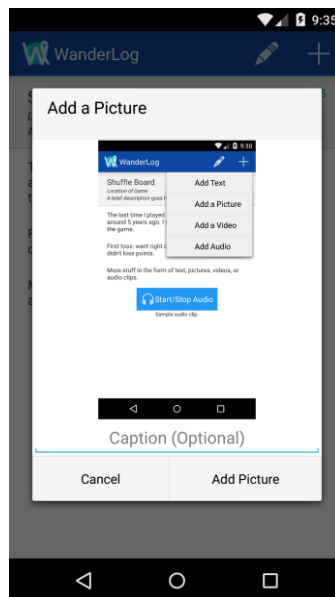 9:35
WanderLog
Add a Picture
9:30
WanderLog
Shuffle Board
Location of Game
A brief description goes h
Add Text
Add a Picture
Add a Video
Add Audio
The last time I played
around 5 years ago. I
the game.
First toss: went right c
didn't lose points.
More stuff in the form of text, pictures, videos, or
audio clips.
Start/Stop Audio
Sample audio clip.
Caption (Optional)
Cancel
Add Picture